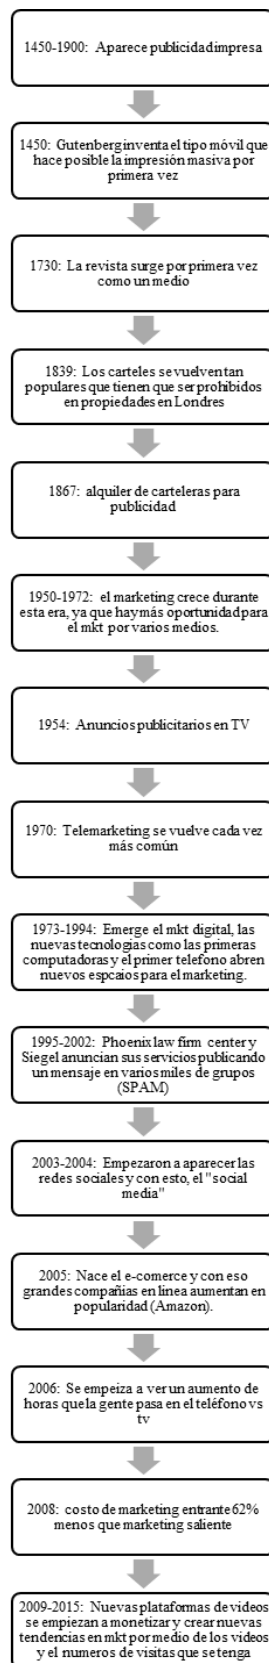 1450-1900: Aparece publicidad impresa
1450: Gutenberg inventa el tipo móvil que
hace posible la impresión masiva por
primera vez
1730: La revista surge por primera vez
como un medio
1839: Los carteles se vuelven tan
populares que tienen que ser prohibidos
en propiedades en Londres
1867: alquiler de carteleras para
publicidad
1950-1972: el marketing crece durante
esta era, ya que hay más oportunidad para
el mkt por varios medios.
1954: Anuncios publicitarios en TV
1970: Telemarketing se vuelve cada vez
más común
1973-1994: Emerge el mkt digital, las
nuevas tecnologías como las primeras
computadoras y el primer telefono abren
nuevos espcaios para el marketing.
1995-2002: Phoenix law firm center y
Siegel anuncian sus servicios publicando
un mensaje en varios miles de grupos
(SPAM)
2003-2004: Empezaron a aparecer las
redes sociales y con esto, el "social
media"
2005: Nace el e-comerce y con eso
grandes compañias en linea aumentan en
popularidad (Amazon).
2006: Se empeiza a ver un aumento de
horas que la gente pasa en el teléfono vs
tv
2008: costo de marketing entrante 62%
menos que marketing saliente
2009-2015: Nuevas plataformas de videos
se empiezan a monetizar y crear nuevas
tendencias en mkt por medio de los videos
y el numeros de visitas que se tenga